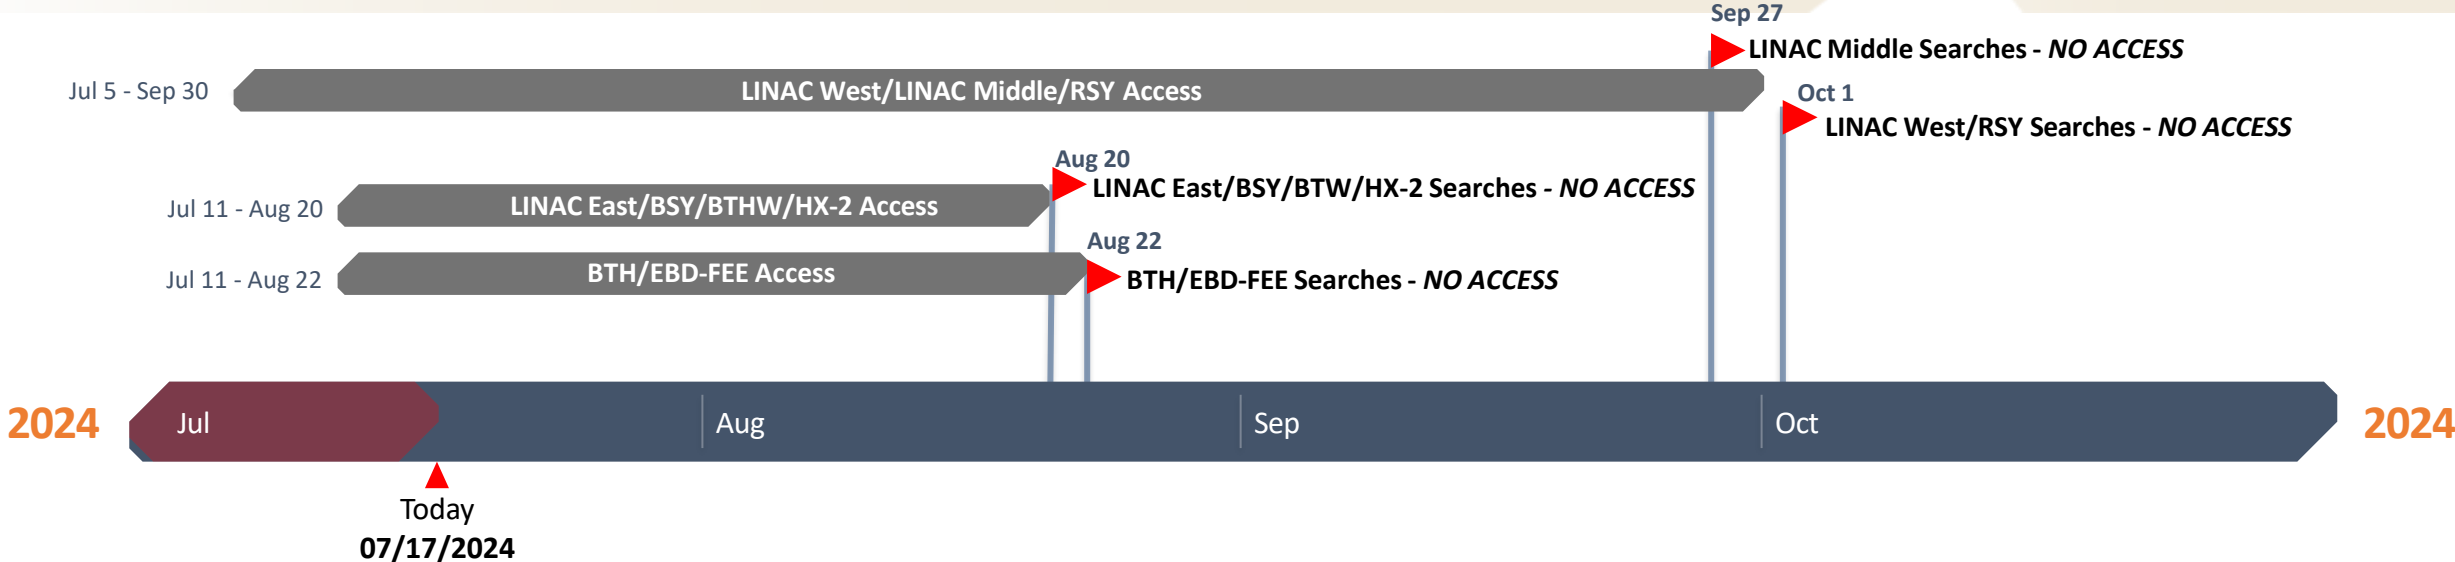 Sep 27
LINAC Middle Searches - NO ACCESS
Jul 5 - Sep 30
LINAC West/LINAC Middle/RSY Access
Oct 1
LINAC West/RSY Searches - NO ACCESS
Aug 20
LINAC East/BSY/BTW/HX-2 Searches - NO ACCESS
Jul 11 - Aug 20
LINAC East/BSY/BTHW/HX-2 Access
Aug 22
Jul 11 - Aug 22
BTH/EBD-FEE Access
BTH/EBD-FEE Searches - NO ACCESS
2024
Jul
Aug
Sep
Oct
2024
Today
07/17/2024